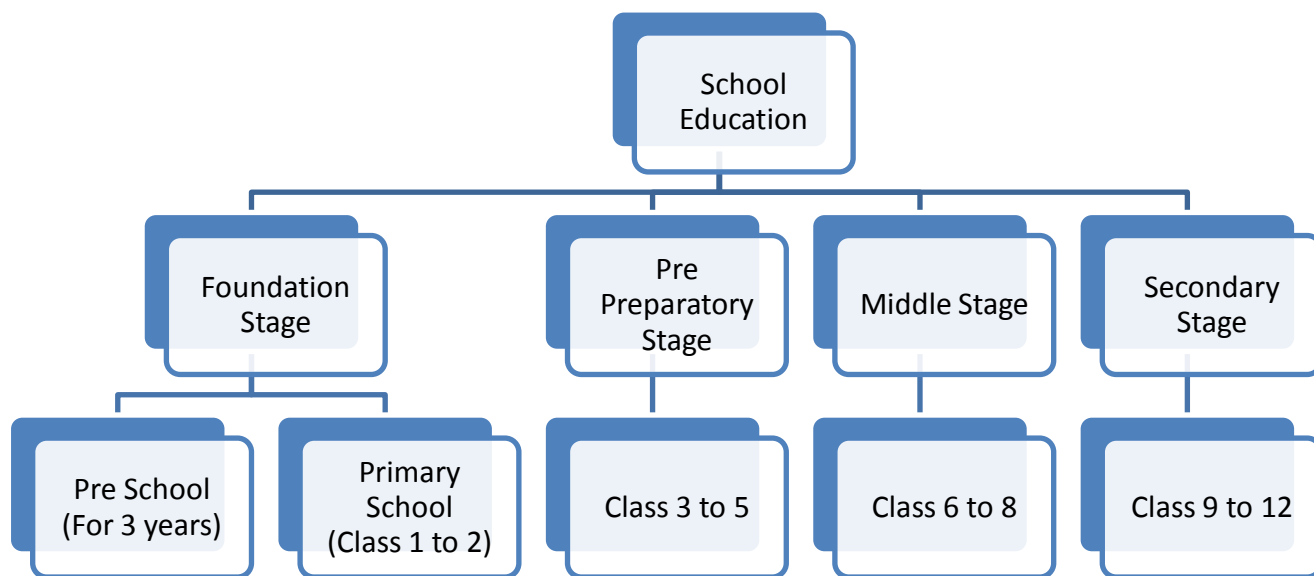 School
Education
Foundation
Stage
Pre
Preparatory
Stage
Middle Stage
Secondary
Stage
Pre School
(For 3 years)
Primary
School
(Class 1 to 2)
Class 3 to 5
Class 6 to 8
Class 9 to 12